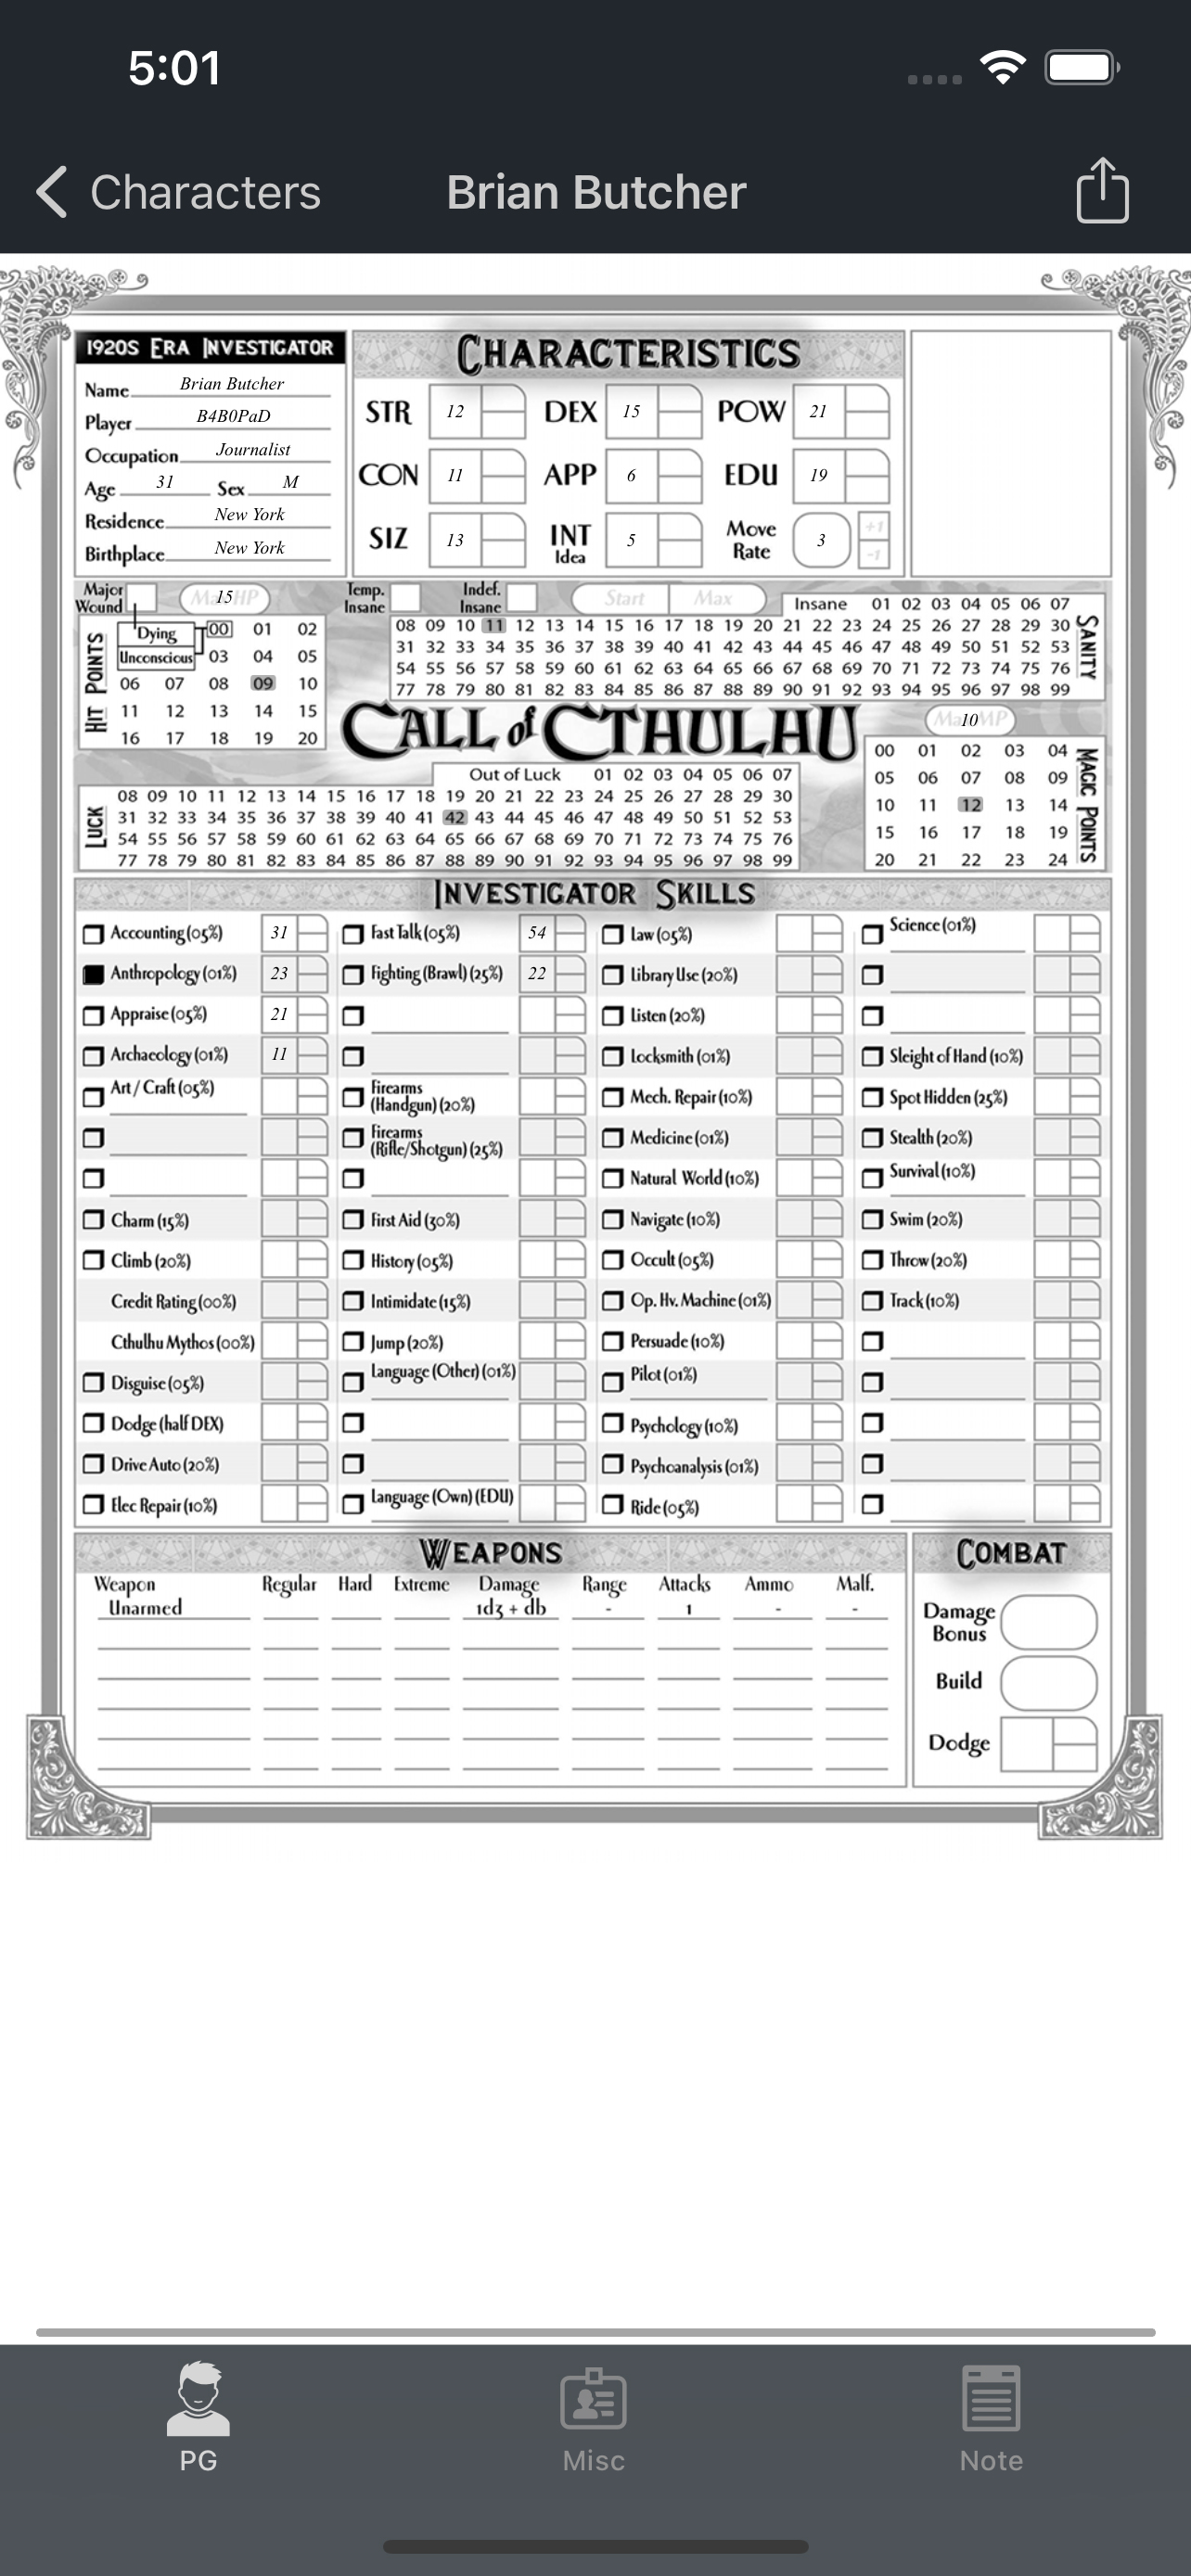 5:01
Characters
Brian Butcher
1920s Era Investigator
Name Brian Butcher
Player B4B0PaD
Occupation Journalist
Age 31 Sex M
Residence New York
Birthplace New York
Characteristics
STR 12 DEX 15 POW 21
CON 11 APP 6 EDU 19
SIZ 13 INT Idea 5 Move Rate 3 +1 -1
Major Wound 15
Hit Points
Dying 00 01 02
Unconscious 03 04 05
06 07 08 09 10
11 12 13 14 15
16 17 18 19 20
Temp. Insane Indef. Insane Start Max
Insane 01 02 03 04 05 06 07
08 09 10 11 12 13 14 15 16 17 18 19 20 21 22 23 24 25 26 27 28 29 30
31 32 33 34 35 36 37 38 39 40 41 42 43 44 45 46 47 48 49 50 51 52 53
54 55 56 57 58 59 60 61 62 63 64 65 66 67 68 69 70 71 72 73 74 75 76
77 78 79 80 81 82 83 84 85 86 87 88 89 90 91 92 93 94 95 96 97 98 99
Sanity
Call of Cthulhu
10
00 01 02 03 04
05 06 07 08 09
10 11 12 13 14
15 16 17 18 19
20 21 22 23 24
Magic Points
Luck
Out of Luck 01 02 03 04 05 06 07
08 09 10 11 12 13 14 15 16 17 18 19 20 21 22 23 24 25 26 27 28 29 30
31 32 33 34 35 36 37 38 39 40 41 42 43 44 45 46 47 48 49 50 51 52 53
54 55 56 57 58 59 60 61 62 63 64 65 66 67 68 69 70 71 72 73 74 75 76
77 78 79 80 81 82 83 84 85 86 87 88 89 90 91 92 93 94 95 96 97 98 99
Investigator Skills
Accounting (05%) 31
Anthropology (01%) 23
Appraise (05%) 21
Archaeology (01%) 11
Art / Craft (05%)
Charm (15%)
Climb (20%)
Credit Rating (00%)
Cthulhu Mythos (00%)
Disguise (05%)
Dodge (half DEX)
Drive Auto (20%)
Elec Repair (10%)
Fast Talk (05%) 54
Fighting (Brawl) (25%) 22
Firearms
(Handgun) (20%)
Firearms
(Rifle/Shotgun) (25%)
First Aid (30%)
History (05%)
Intimidate (15%)
Jump (20%)
Language (Other) (01%)
Language (Own) (EDU)
Law (05%)
Library Use (20%)
Listen (20%)
Locksmith (01%)
Mech. Repair (10%)
Medicine (01%)
Natural World (10%)
Navigate (10%)
Occult (05%)
Op. Hv. Machine (01%)
Persuade (10%)
Pilot (01%)
Psychology (10%)
Psychoanalysis (01%)
Ride (05%)
Science (01%)
Sleight of Hand (10%)
Spot Hidden (25%)
Stealth (20%)
Survival (10%)
Swim (20%)
Throw (20%)
Track (10%)
Weapons
Weapon Regular Hard Extreme Damage Range Attacks Ammo Malf.
Unarmed 1d3 + db - 1 - -
Combat
Damage Bonus
Build
Dodge
PG
Misc
Note